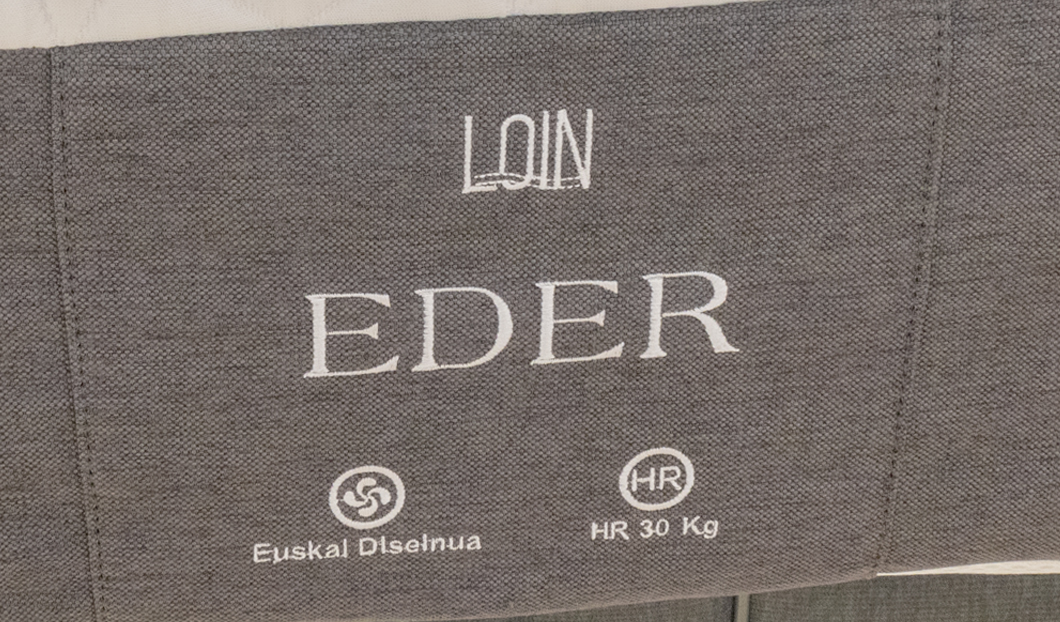 LOIN
EDER
HR
Euskal Diseinua
HR 30 Kg